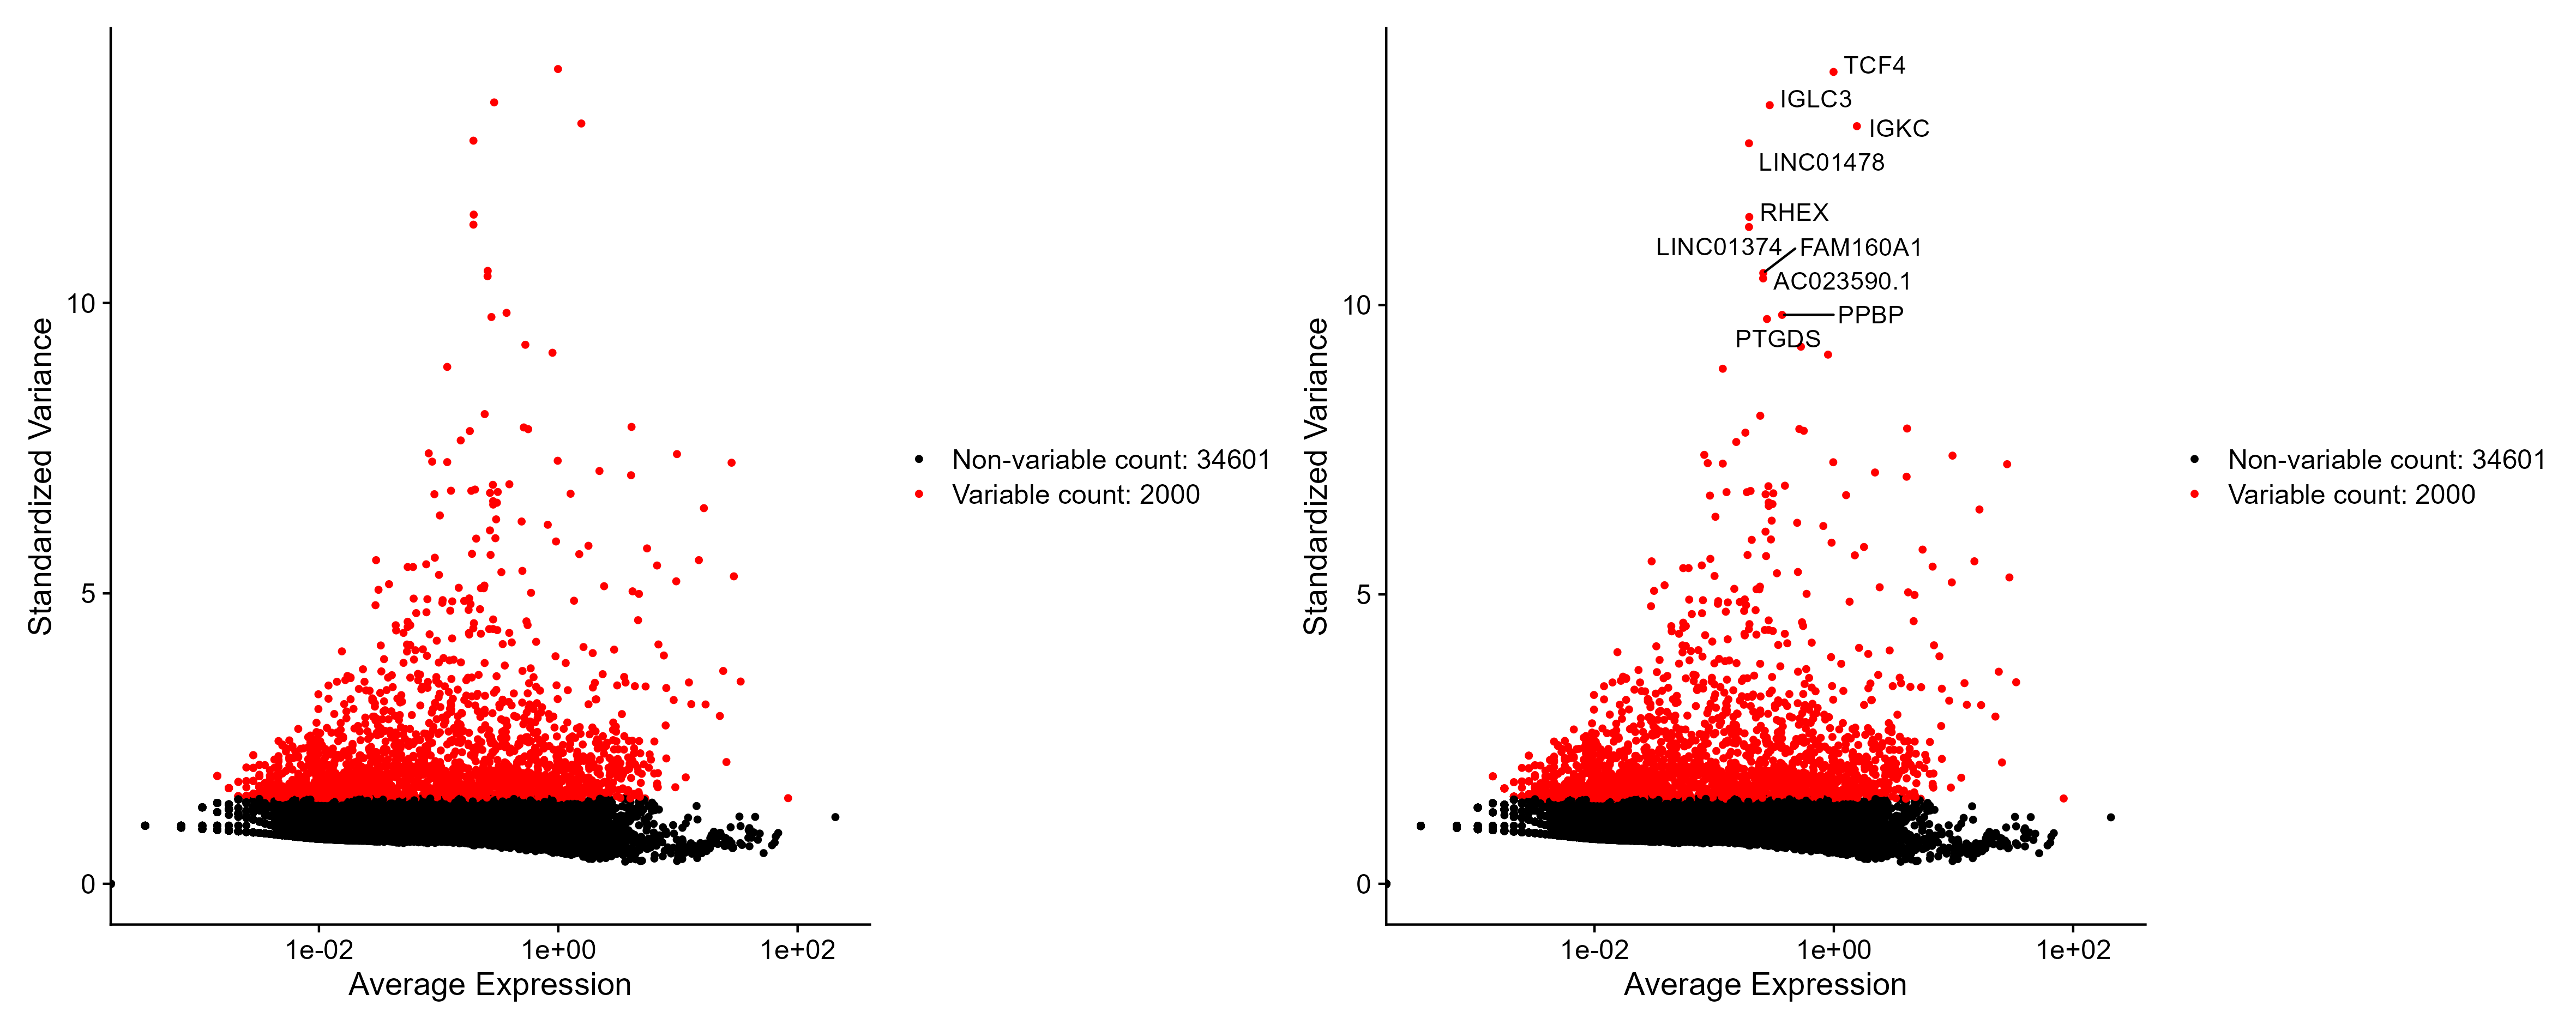 Standardized Variance
10
5
0
1e-02
1e+00
1e+02
Average Expression
Non-variable count: 34601
Variable count: 2000
Standardized Variance
10
5
0
1e-02
1e+00
1e+02
Average Expression
TCF4
IGLC3
IGKC
LINC01478
RHEX
LINC01374
FAM160A1
AC023590.1
PPBP
PTGDS
Non-variable count: 34601
Variable count: 2000